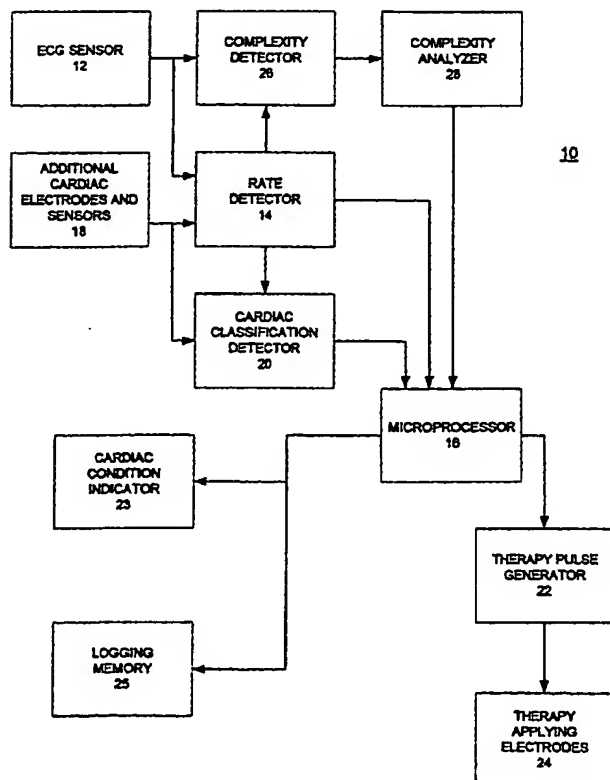 ECG SENSOR
12
COMPLEXITY
DETECTOR
26
COMPLEXITY
ANALYZER
28
10
ADDITIONAL
CARDIAC
ELECTRODES AND
SENSORS
18
RATE
DETECTOR
14
CARDIAC
CLASSIFICATION
DETECTOR
20
MICROPROCESSOR
16
CARDIAC
CONDITION
INDICATOR
23
THERAPY PULSE
GENERATOR
22
LOGGING
MEMORY
25
THERAPY
APPLYING
ELECTRODES
24